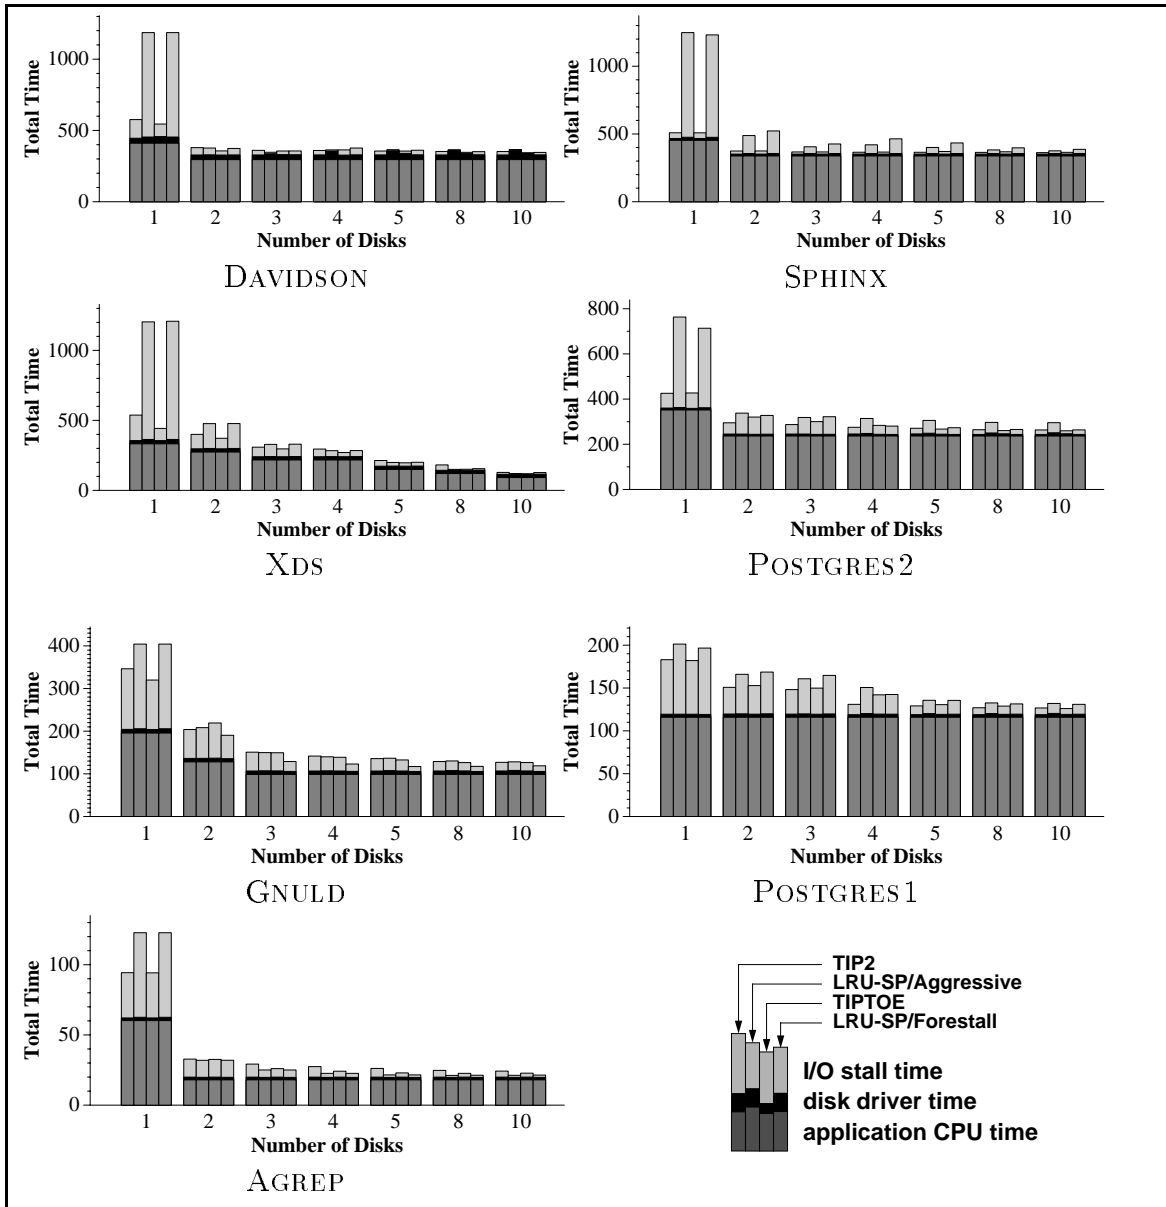 Total Time
1000
500
0
1 2 3 4 5 8 10
Number of Disks
DAVIDSON
Total Time
1000
500
0
1 2 3 4 5 8 10
Number of Disks
SPHINX
Total Time
1000
500
0
1 2 3 4 5 8 10
Number of Disks
XDS
Total Time
800
600
400
200
0
1 2 3 4 5 8 10
Number of Disks
POSTGRES2
Total Time
400
300
200
100
0
1 2 3 4 5 8 10
Number of Disks
GNULD
Total Time
200
150
100
50
0
1 2 3 4 5 8 10
Number of Disks
POSTGRES1
Total Time
100
50
0
1 2 3 4 5 8 10
Number of Disks
AGREP
TIP2
LRU-SP/Aggressive
TIPTOE
LRU-SP/Forestall
I/O stall time
disk driver time
application CPU time